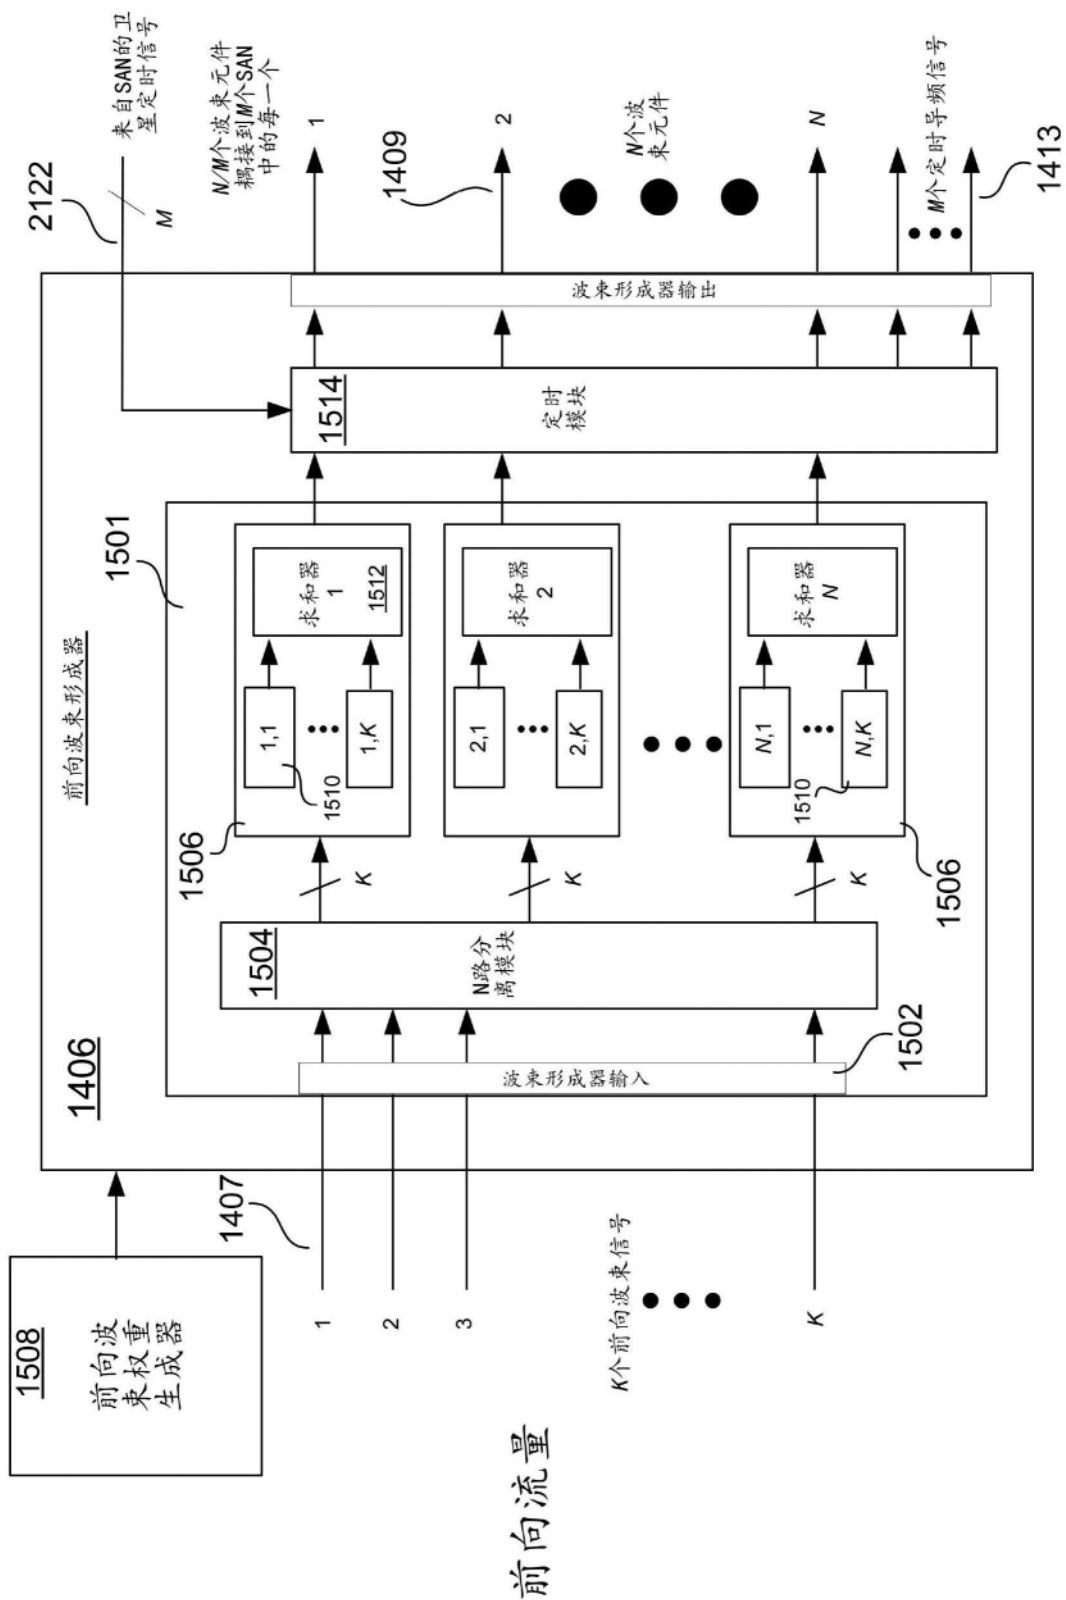 前向流量
1508
前向波
束权重
生成器
1406
前向波束形成器
1501
2122
来自SAN的卫
星定时信号
M
1407
1
2
3
K个前向波束信号
K
波束形成器输入
1502
1504
N路分
离模块
K
K
K
1506
1,1
1510
1,K
求和器
1
1512
2,1
2,K
求和器
2
N,1
1510
N,K
求和器
N
1506
1514
定时
模块
波束形成器输出
N/M个波束元件
耦接到M个SAN
中的每一个
1
1409
2
N个波
束元件
N
M个定时导频信号
1413